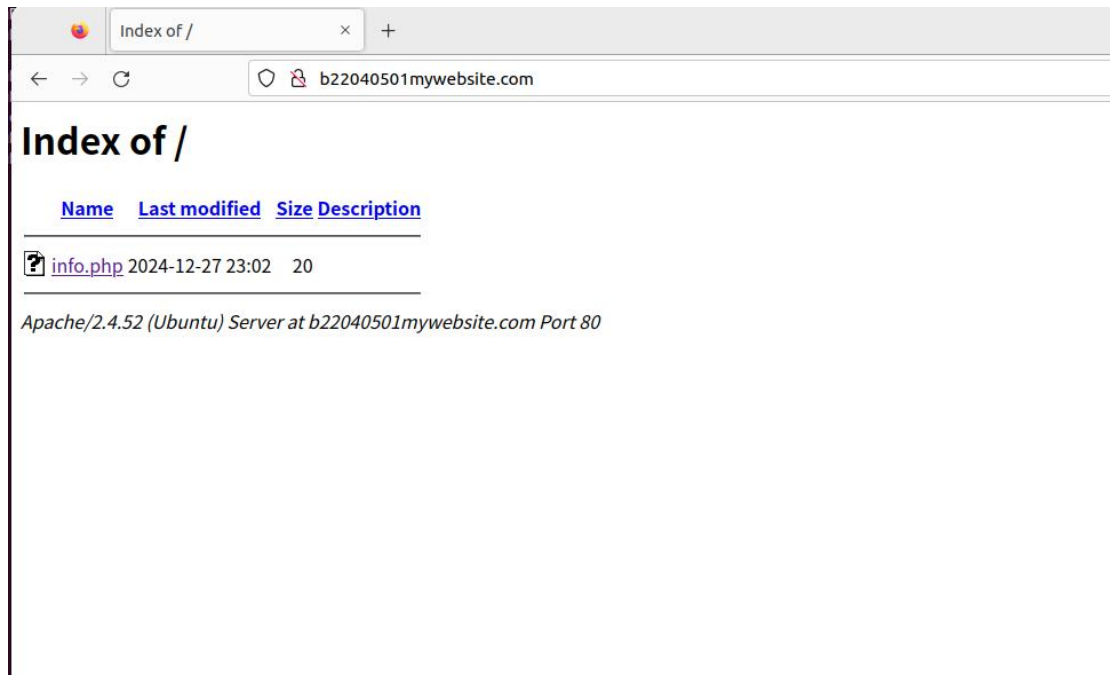 Index of /
b22040501mywebsite.com
Index of /
Name Last modified Size Description
info.php 2024-12-27 23:02 20
Apache/2.4.52 (Ubuntu) Server at b22040501mywebsite.com Port 80